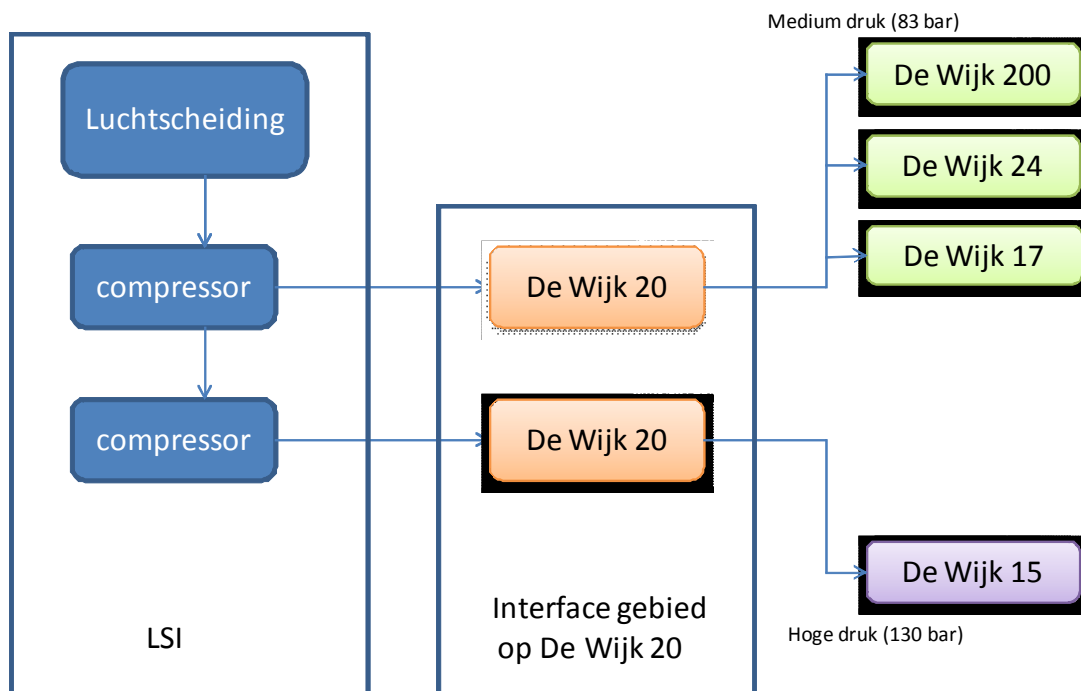 Medium druk (83 bar)
Luchtscheiding
De Wijk 200
De Wijk 24
De Wijk 17
compressor
De Wijk 20
compressor
De Wijk 20
De Wijk 15
Hoge druk (130 bar)
LSI
Interface gebied
op De Wijk 20